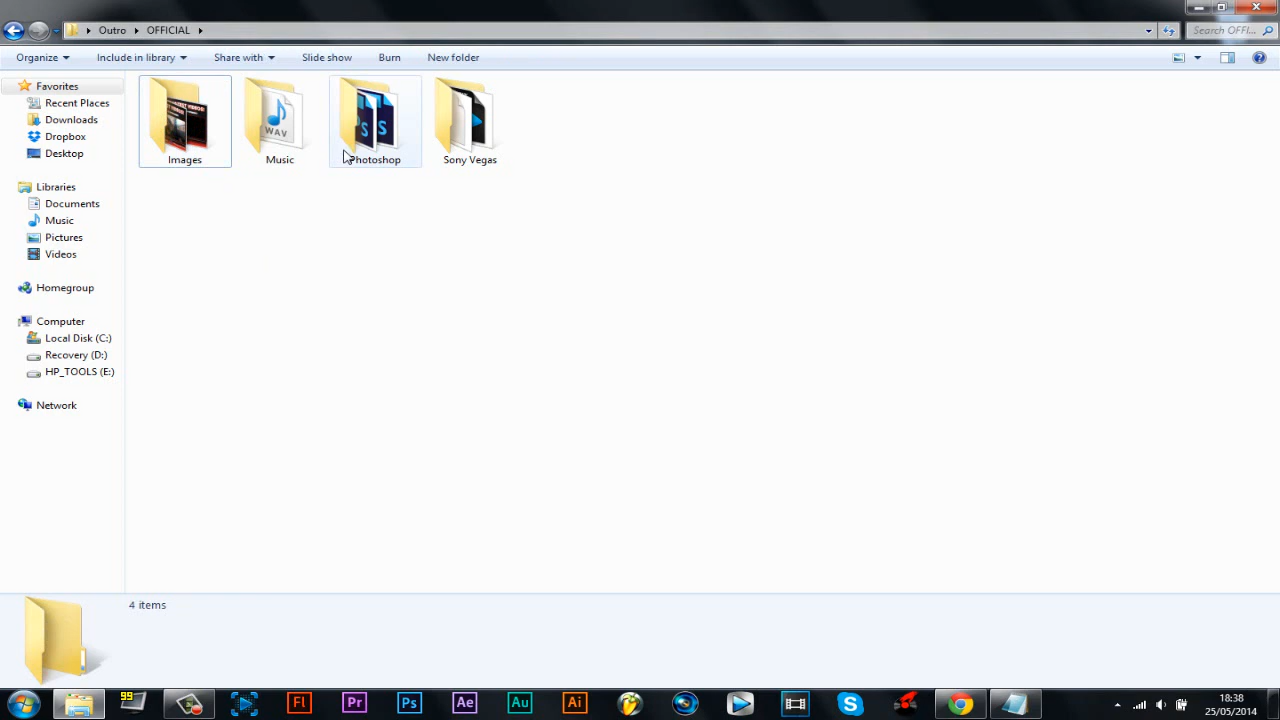 Outro OFFICIAL
Search OFFI...
Organize Include in library Share with Slide show Burn New folder
Favorites
Recent Places
Downloads
Dropbox
Desktop
Libraries
Documents
Music
Pictures
Videos
Homegroup
Computer
Local Disk (C:)
Recovery (D:)
HP_TOOLS (E:)
Network
WAV
Images Music Photoshop Sony Vegas
4 items
99
Fl Pr Ps Ae Au Ai
18:38
25/05/2014